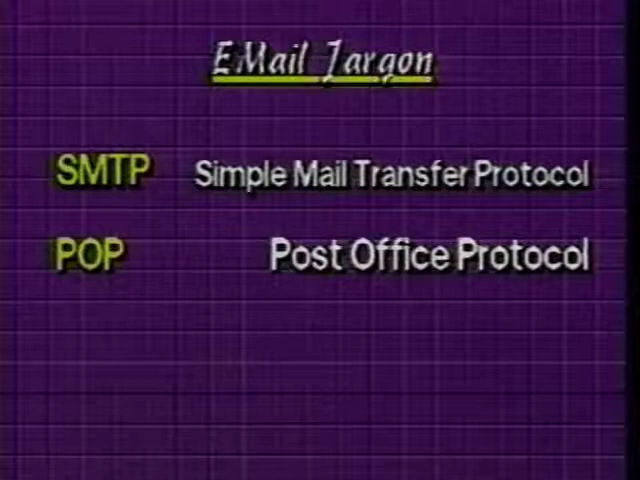 EMail Jargon
SMTP Simple Mail Transfer Protocol
POP Post Office Protocol